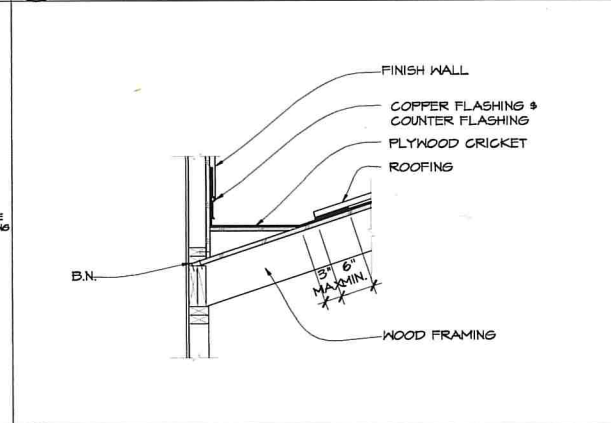 FINISH WALL
COPPER FLASHING &
COUNTER FLASHING
PLYWOOD CRICKET
ROOFING
B.N.
3" 6"
MAX MIN.
WOOD FRAMING